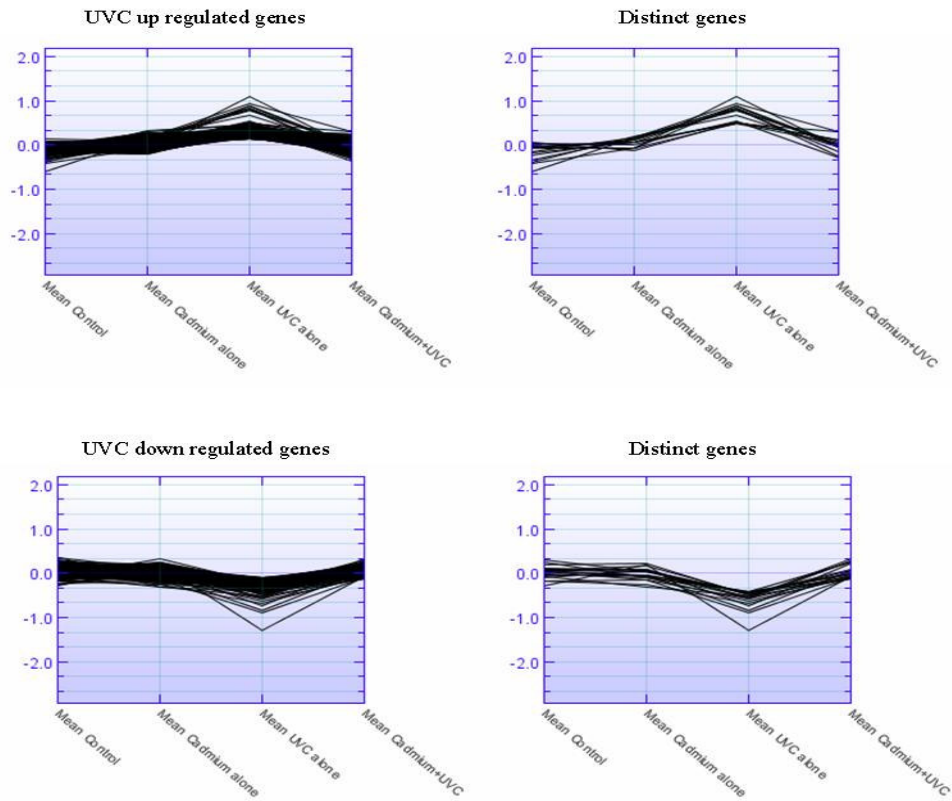 UVC up regulated genes
Distinct genes
2.0
1.0
0.0
-1.0
-2.0
Mean Control
Mean Cadmium alone
Mean UVC alone
Mean Cadmium+UVC
2.0
1.0
0.0
-1.0
-2.0
Mean Control
Mean Cadmium alone
Mean UVC alone
Mean Cadmium+UVC
UVC down regulated genes
Distinct genes
2.0
1.0
0.0
-1.0
-2.0
Mean Control
Mean Cadmium alone
Mean UVC alone
Mean Cadmium+UVC
2.0
1.0
0.0
-1.0
-2.0
Mean Control
Mean Cadmium alone
Mean UVC alone
Mean Cadmium+UVC